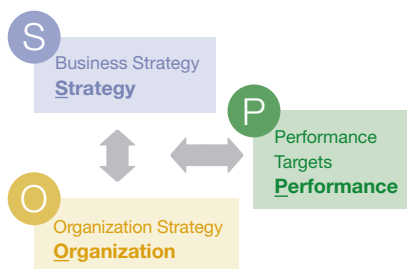 S
Business Strategy
Strategy
P
Performance
Targets
Performance
O
Organization Strategy
Organization